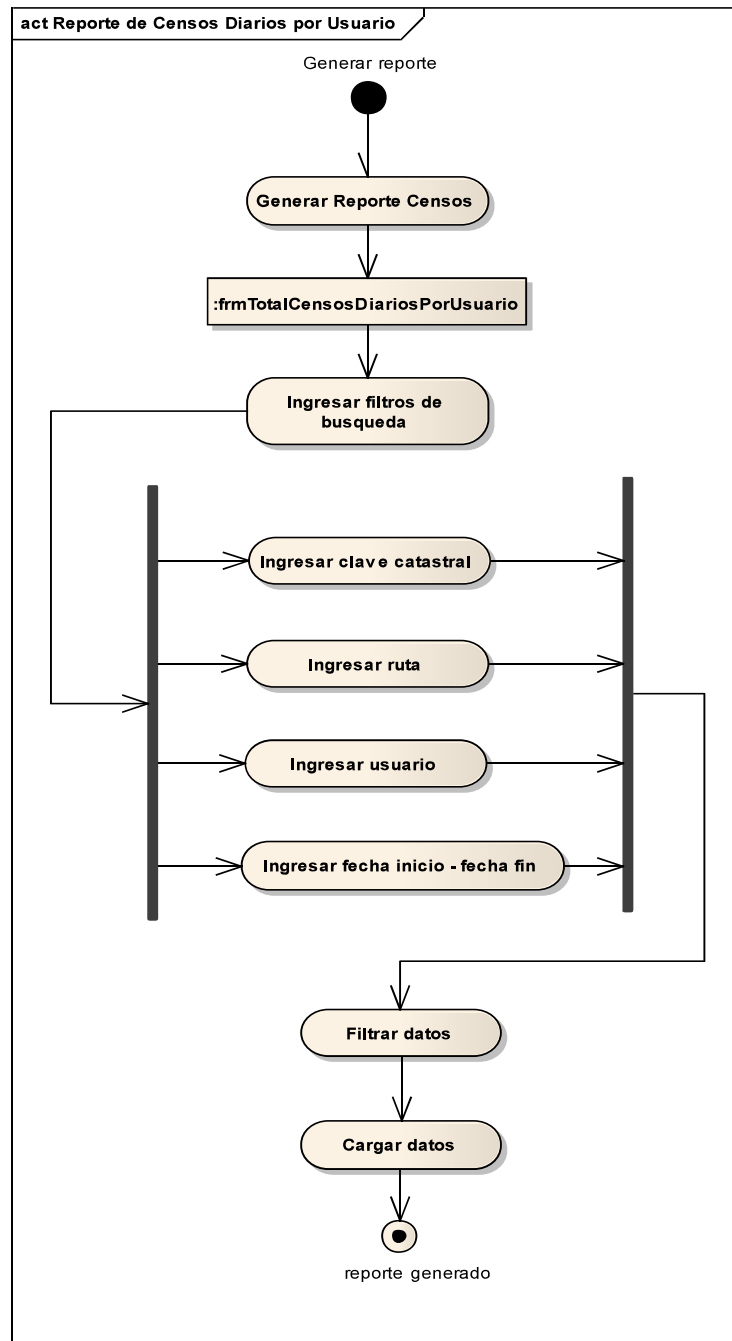 act Reporte de Censos Diarios por Usuario
Generar reporte
Generar Reporte Censos
:frmTotalCensosDiariosPorUsuario
Ingresar filtros de
busqueda
Ingresar clave catastral
Ingresar ruta
Ingresar usuario
Ingresar fecha inicio - fecha fin
Filtrar datos
Cargar datos
reporte generado